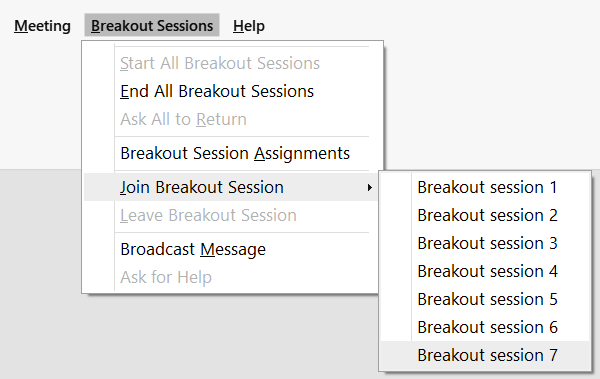 Meeting Breakout Sessions Help
Start All Breakout Sessions
End All Breakout Sessions
Ask All to Return
Breakout Session Assignments
Join Breakout Session
Leave Breakout Session
Broadcast Message
Ask for Help
Breakout session 1
Breakout session 2
Breakout session 3
Breakout session 4
Breakout session 5
Breakout session 6
Breakout session 7